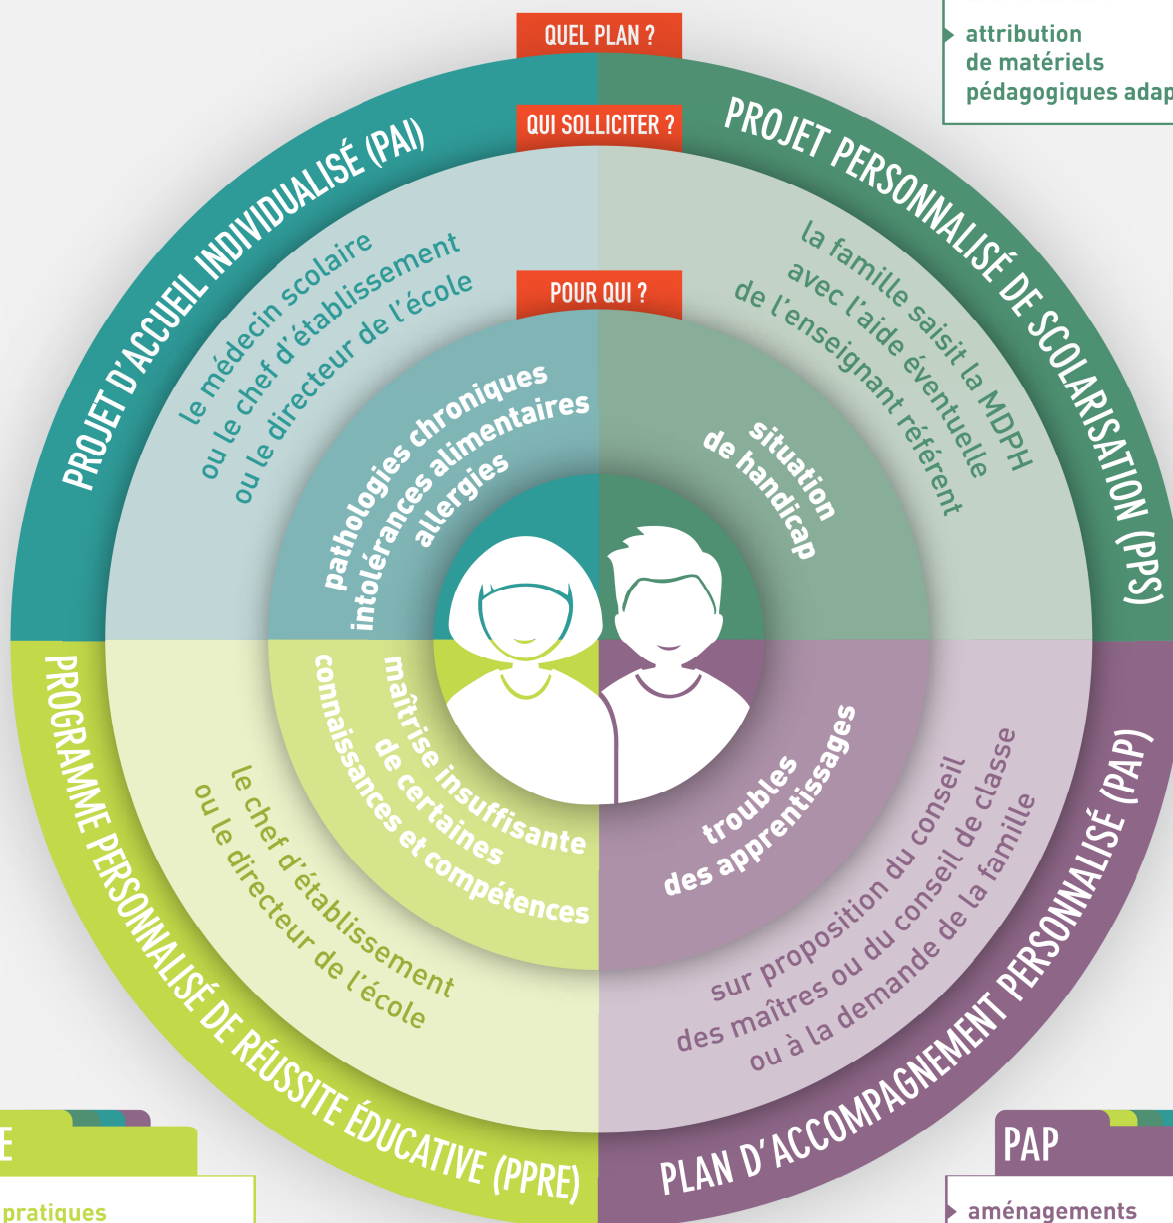 QUEL PLAN ?
QUI SOLLICITER ?
POUR QUI ?
attribution
de matériels
pédagogiques adap
PROJET D'ACCUEIL INDIVIDUALISÉ (PAI)
le médecin scolaire
ou le chef d'établissement
ou le directeur de l'école
pathologies chroniques
intolérances alimentaires
allergies
PROJET PERSONNALISÉ DE SCOLARISATION (PPS)
la famille saisit la MDPH
avec l'aide éventuelle
de l'enseignant référent
situation
de handicap
PROGRAMME PERSONNALISÉ DE RÉUSSITE ÉDUCATIVE (PPRE)
le chef d'établissement
ou le directeur de l'école
maîtrise insuffisante
de certaines
connaissances et compétences
PLAN D'ACCOMPAGNEMENT PERSONNALISÉ (PAP)
sur proposition du conseil
des maîtres ou du conseil de classe
ou à la demande de la famille
troubles
des apprentissages
E
pratiques
PAP
aménagements